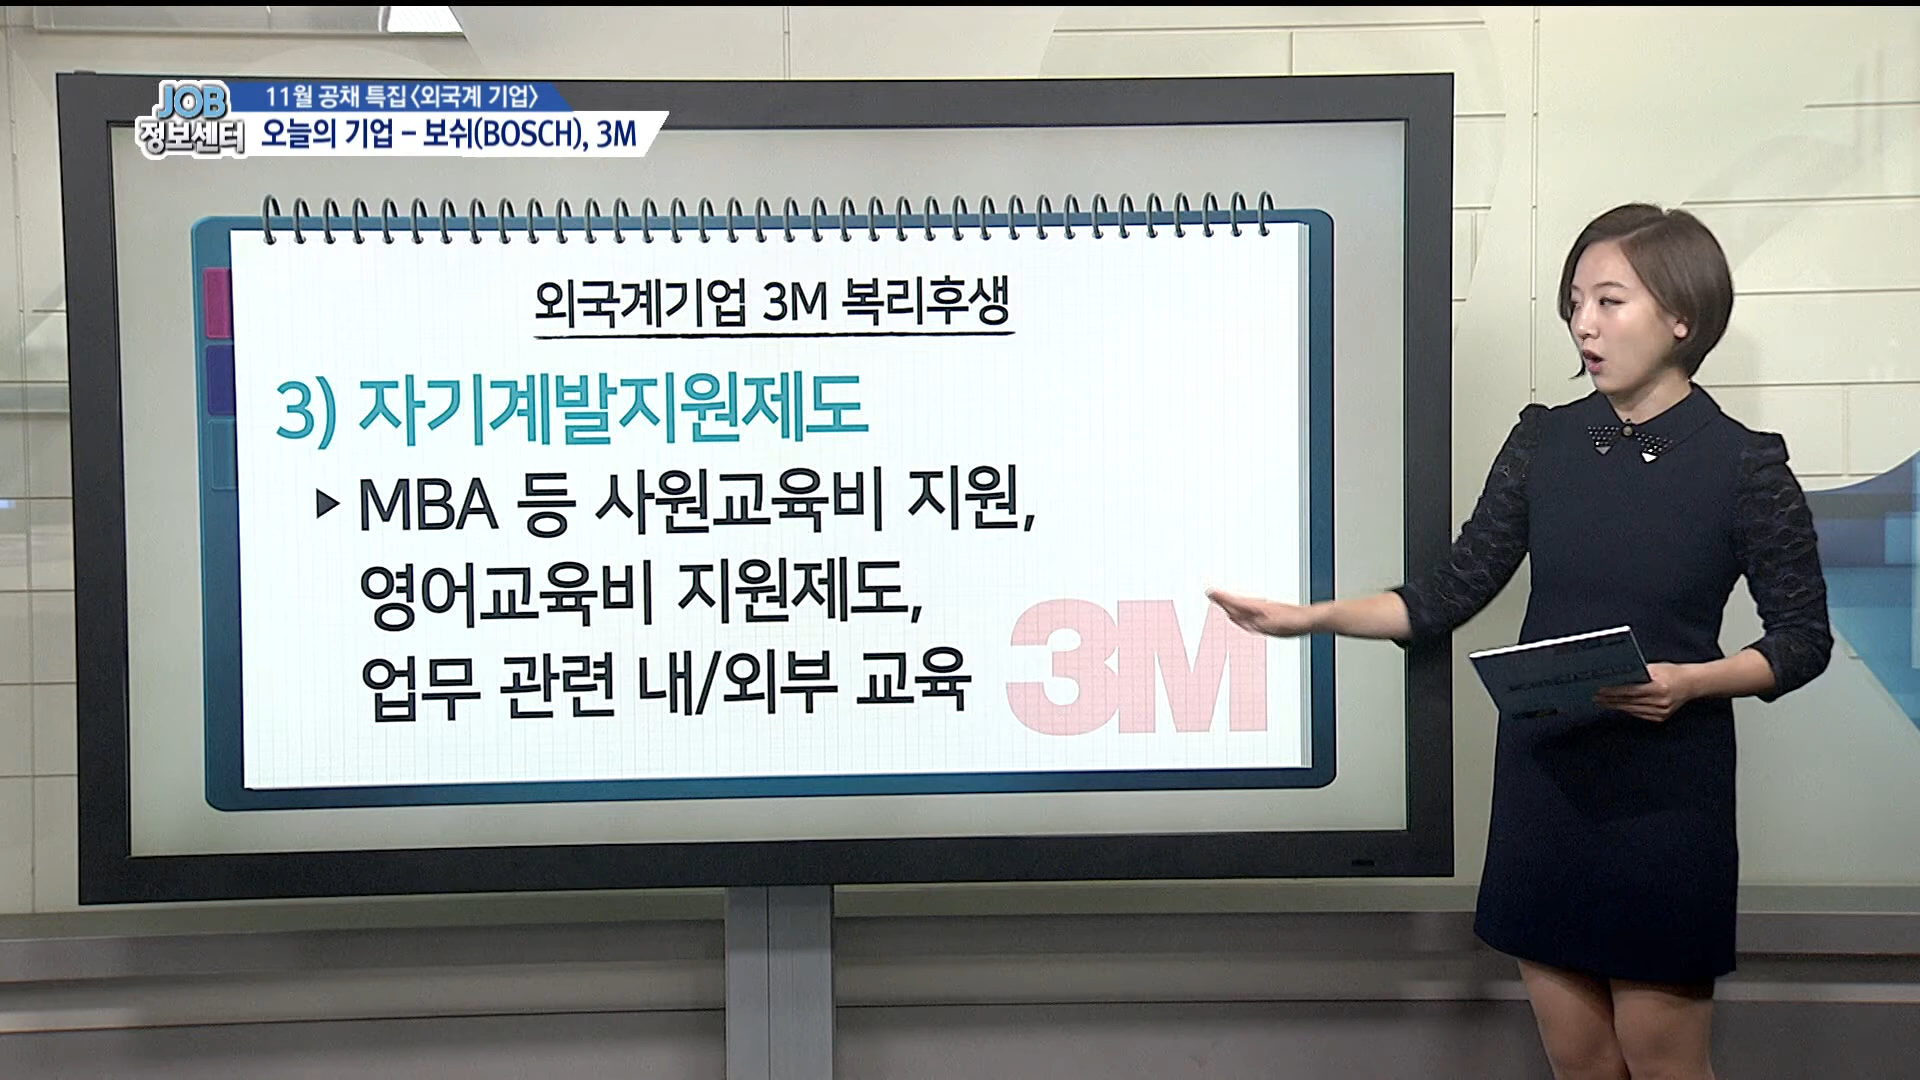 JOB
정보센터
11월 공채 특집<외국계 기업>
오늘의 기업 - 보쉬(BOSCH), 3M
외국계기업 3M 복리후생
3) 자기계발지원제도
▶ MBA 등 사원교육비 지원,
영어교육비 지원제도,
업무 관련 내/외부 교육
3M